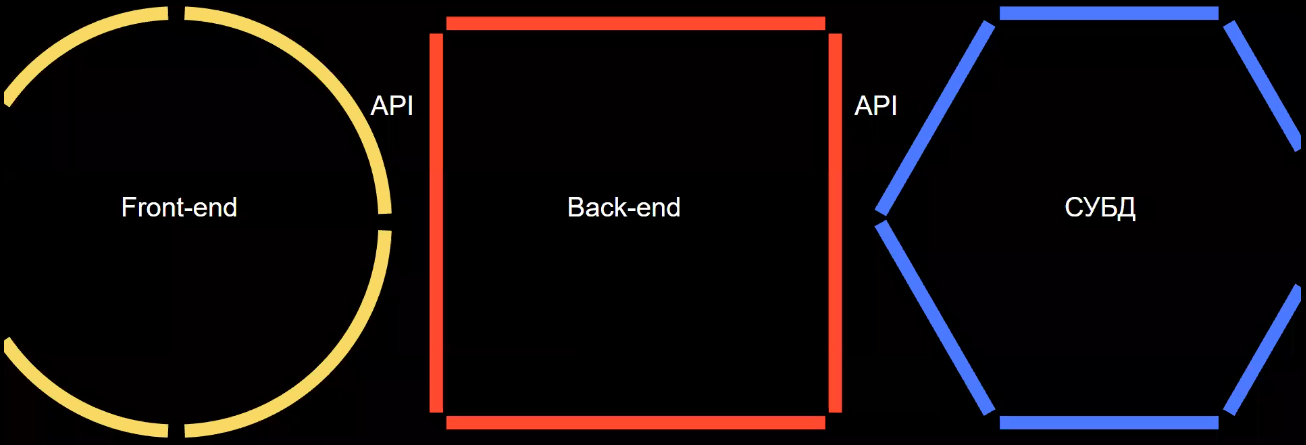 API
API
Front-end
Back-end
СУБД